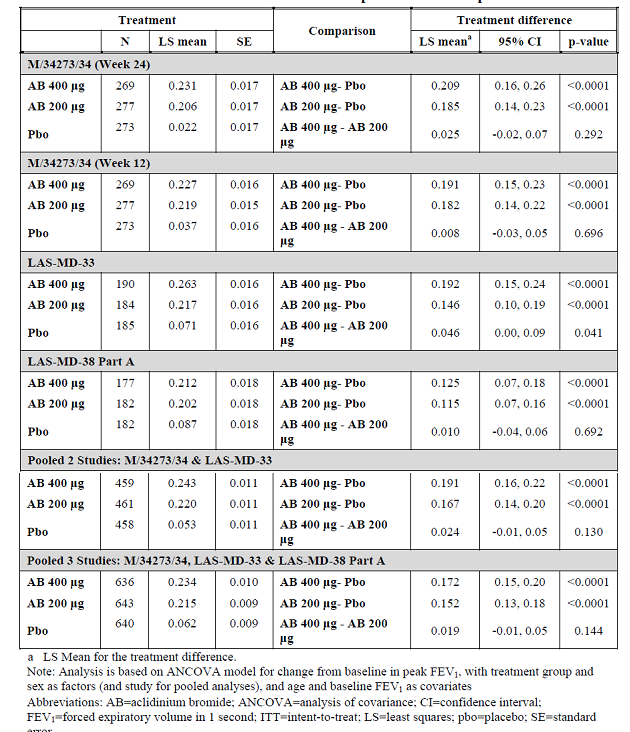 Treatment Comparison Treatment difference
N LS mean SE LS meanᵃ 95% CI p-value
M/34273/34 (Week 24)
AB 400 µg 269 0.231 0.017 AB 400 µg- Pbo 0.209 0.16, 0.26 <0.0001
AB 200 µg 277 0.206 0.017 AB 200 µg- Pbo 0.185 0.14, 0.23 <0.0001
Pbo 273 0.022 0.017 AB 400 µg - AB 200 µg 0.025 -0.02, 0.07 0.292
M/34273/34 (Week 12)
AB 400 µg 269 0.227 0.016 AB 400 µg- Pbo 0.191 0.15, 0.23 <0.0001
AB 200 µg 277 0.219 0.015 AB 200 µg- Pbo 0.182 0.14, 0.22 <0.0001
Pbo 273 0.037 0.016 AB 400 µg - AB 200 µg 0.008 -0.03, 0.05 0.696
LAS-MD-33
AB 400 µg 190 0.263 0.016 AB 400 µg- Pbo 0.192 0.15, 0.24 <0.0001
AB 200 µg 184 0.217 0.016 AB 200 µg- Pbo 0.146 0.10, 0.19 <0.0001
Pbo 185 0.071 0.016 AB 400 µg - AB 200 µg 0.046 0.00, 0.09 0.041
LAS-MD-38 Part A
AB 400 µg 177 0.212 0.018 AB 400 µg- Pbo 0.125 0.07, 0.18 <0.0001
AB 200 µg 182 0.202 0.018 AB 200 µg- Pbo 0.115 0.07, 0.16 <0.0001
Pbo 182 0.087 0.018 AB 400 µg - AB 200 µg 0.010 -0.04, 0.06 0.692
Pooled 2 Studies: M/34273/34 & LAS-MD-33
AB 400 µg 459 0.243 0.011 AB 400 µg- Pbo 0.191 0.16, 0.22 <0.0001
AB 200 µg 461 0.220 0.011 AB 200 µg- Pbo 0.167 0.14, 0.20 <0.0001
Pbo 458 0.053 0.011 AB 400 µg - AB 200 µg 0.024 -0.01, 0.05 0.130
Pooled 3 Studies: M/34273/34, LAS-MD-33 & LAS-MD-38 Part A
AB 400 µg 636 0.234 0.010 AB 400 µg- Pbo 0.172 0.15, 0.20 <0.0001
AB 200 µg 643 0.215 0.009 AB 200 µg- Pbo 0.152 0.13, 0.18 <0.0001
Pbo 640 0.062 0.009 AB 400 µg - AB 200 µg 0.019 -0.01, 0.05 0.144
a LS Mean for the treatment difference.
Note: Analysis is based on ANCOVA model for change from baseline in peak FEV₁, with treatment group and
sex as factors (and study for pooled analyses), and age and baseline FEV₁ as covariates
Abbreviations: AB=aclidinium bromide; ANCOVA=analysis of covariance; CI=confidence interval;
FEV₁=forced expiratory volume in 1 second; ITT=intent-to-treat; LS=least squares; pbo=placebo; SE=standard
error